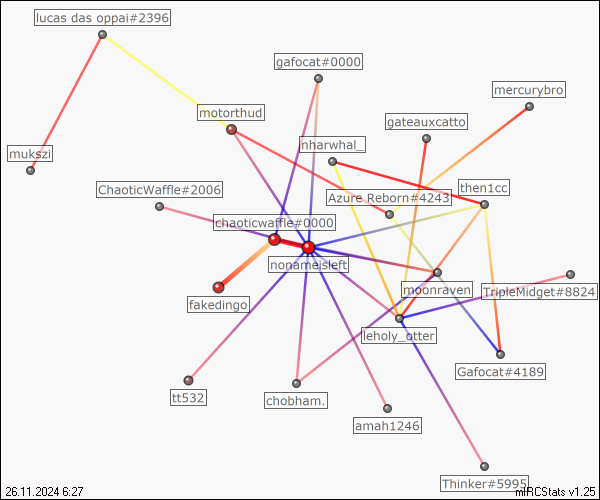 lucas das oppai#2396
gafocat#0000
mercurybro
motorthud
gateauxcatto
nharwhal_
mukszi
ChaoticWaffle#2006
then1cc
Azure Reborn#4243
chaoticwaffle#0000
nonameisleft
moonraven
TripleMidget#8824
fakedingo
leholy_otter
Gafocat#4189
tt532
chobham.
amah1246
Thinker#5995
26.11.2024 6:27
mIRCStats v1.25